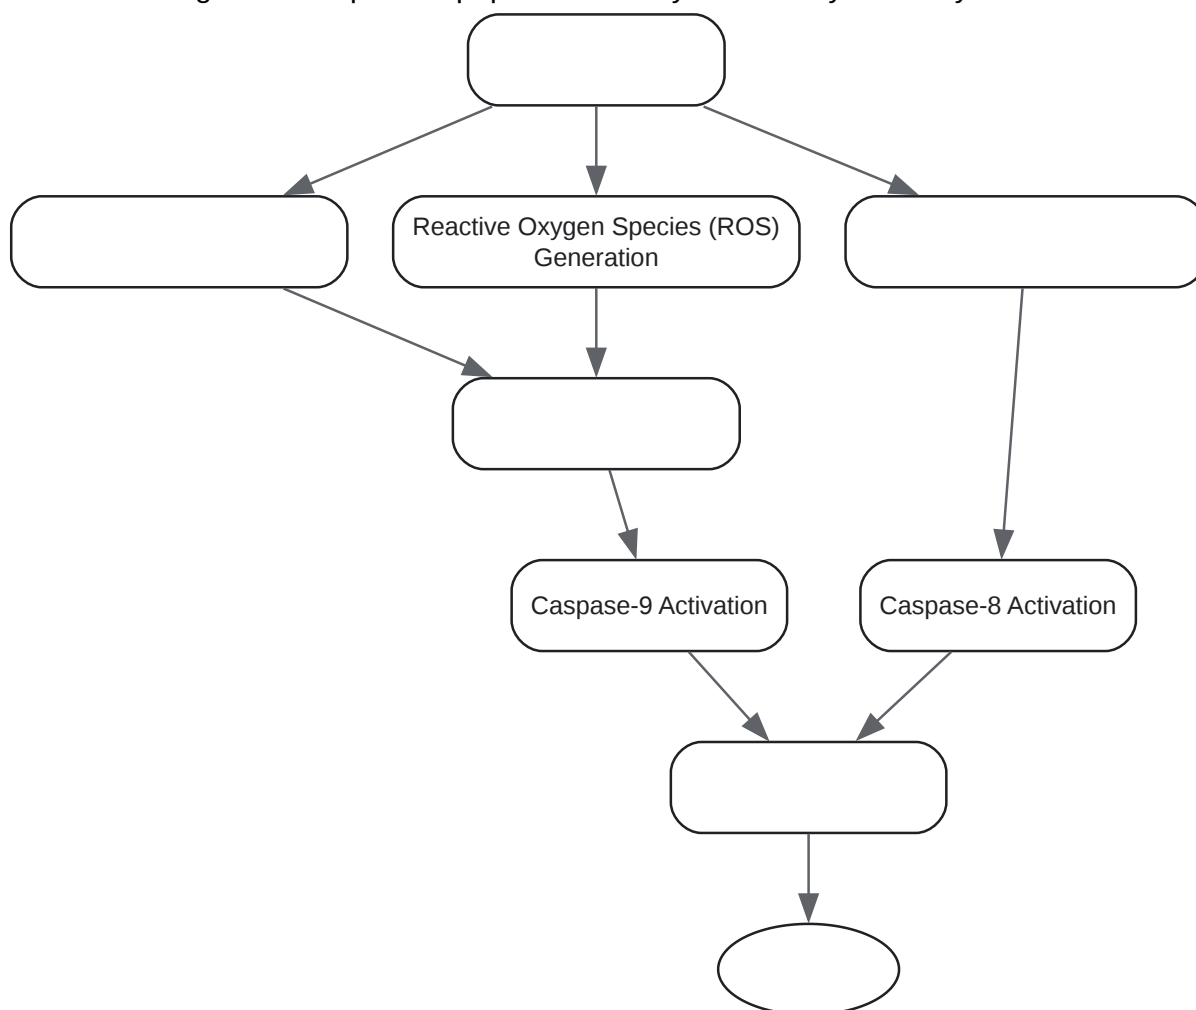 Reactive Oxygen Species (ROS)
Generation
Caspase-9 Activation
Caspase-8 Activation